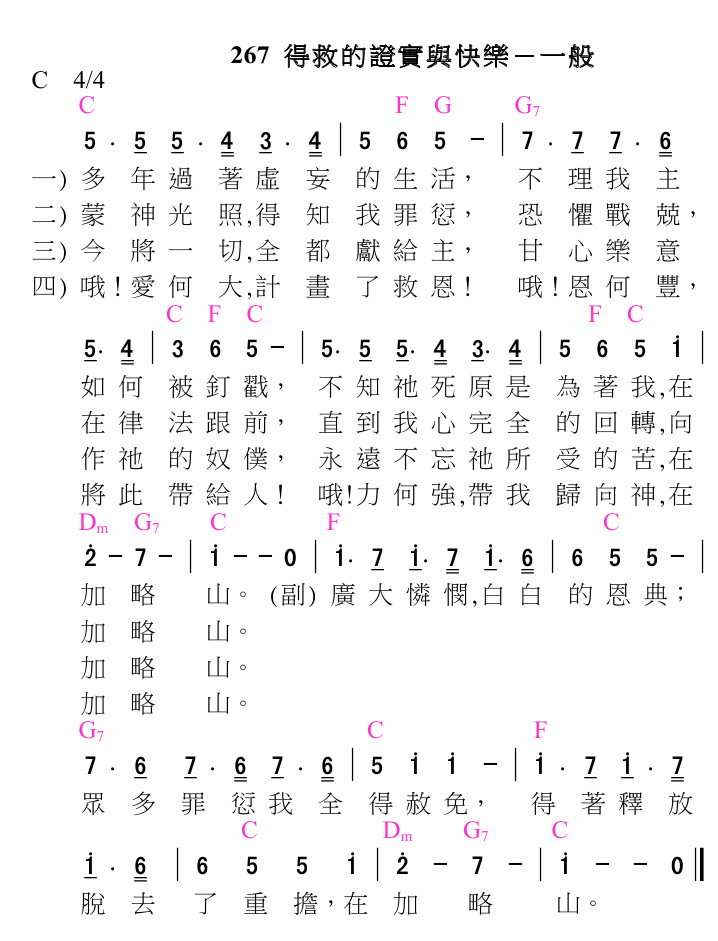 267 得救的證實與快樂－一般
C 4/4
C F G G7
5 . 5 5 . 4 3 . 4 | 5 6 5 － | 7 . 7 7 . 6
一) 多 年 過 著 虛 妄 的 生 活， 不 理 我 主
二) 蒙 神 光 照,得 知 我 罪 愆， 恐 懼 戰 兢，
三) 今 將 一 切,全 都 獻 給 主， 甘 心 樂 意
四) 哦！愛 何 大,計 畫 了 救 恩！ 哦！恩 何 豐，
C F C F C
5. 4 | 3 6 5 － | 5. 5 5. 4 3. 4 | 5 6 5 i |
如 何 被 釘 戳， 不 知 祂 死 原 是 為 著 我,在
在 律 法 跟 前， 直 到 我 心 完 全 的 回 轉,向
作 祂 的 奴 僕， 永 遠 不 忘 祂 所 受 的 苦,在
將 此 帶 給 人！ 哦!力 何 強,帶 我 歸 向 神,在
Dm G7 C F C
2̇ － 7 － | i － － 0 | i. 7 i. 7 i. 6 | 6 5 5 － |
加 略 山。 (副) 廣 大 憐 憫,白 白 的 恩 典；
加 略 山。
加 略 山。
加 略 山。
G7 C F
7 . 6 7 . 6 7 . 6 | 5 i i － | i . 7 i . 7
眾 多 罪 愆 我 全 得 赦 免， 得 著 釋 放
C Dm G7 C
i . 6 | 6 5 5 i | 2̇ － 7 － | i － － 0 ‖
脫 去 了 重 擔，在 加 略 山。